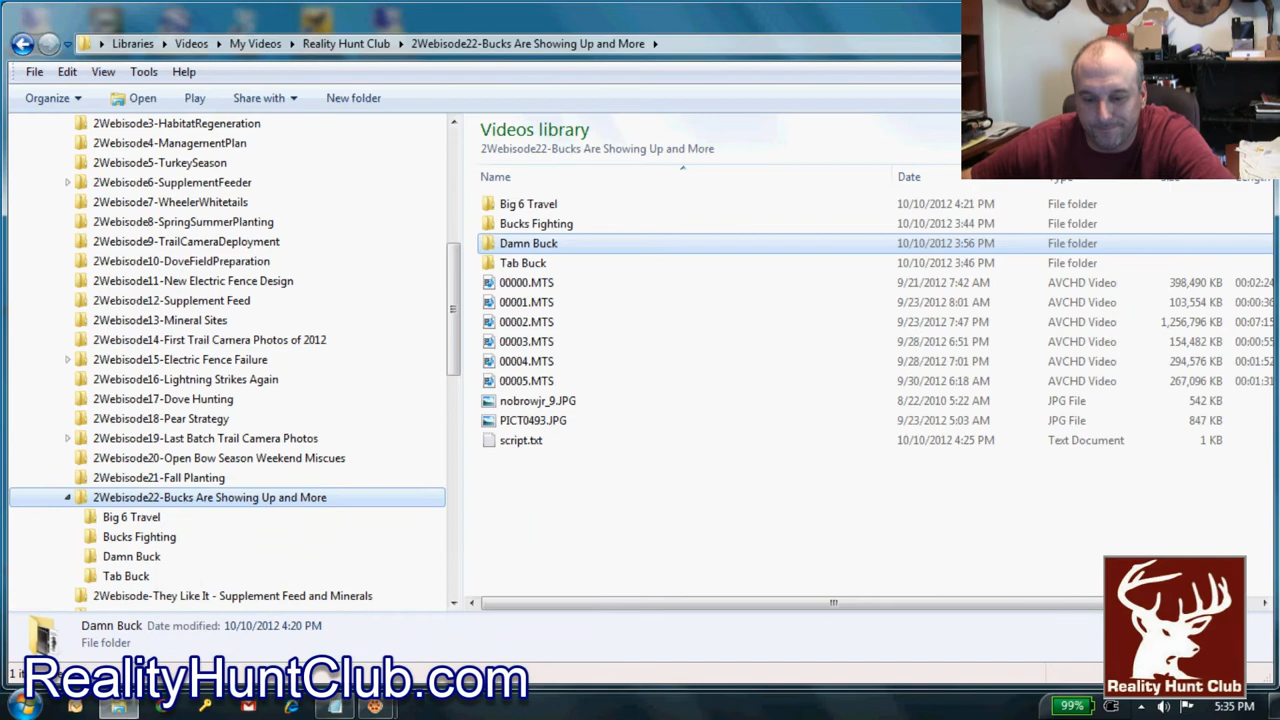 Libraries Videos My Videos Reality Hunt Club 2Webisode22-Bucks Are Showing Up and More
File Edit View Tools Help
Organize Open Play Share with New folder
2Webisode3-HabitatRegeneration
2Webisode4-ManagementPlan
2Webisode5-TurkeySeason
2Webisode6-SupplementFeeder
2Webisode7-WheelerWhitetails
2Webisode8-SpringSummerPlanting
2Webisode9-TrailCameraDeployment
2Webisode10-DoveFieldPreparation
2Webisode11-New Electric Fence Design
2Webisode12-Supplement Feed
2Webisode13-Mineral Sites
2Webisode14-First Trail Camera Photos of 2012
2Webisode15-Electric Fence Failure
2Webisode16-Lightning Strikes Again
2Webisode17-Dove Hunting
2Webisode18-Pear Strategy
2Webisode19-Last Batch Trail Camera Photos
2Webisode20-Open Bow Season Weekend Miscues
2Webisode21-Fall Planting
2Webisode22-Bucks Are Showing Up and More
Big 6 Travel
Bucks Fighting
Damn Buck
Tab Buck
2Webisode-They Like It - Supplement Feed and Minerals
Videos library
2Webisode22-Bucks Are Showing Up and More
Name Date
Big 6 Travel 10/10/2012 4:21 PM File folder
Bucks Fighting 10/10/2012 3:44 PM File folder
Damn Buck 10/10/2012 3:56 PM File folder
Tab Buck 10/10/2012 3:46 PM File folder
00000.MTS 9/21/2012 7:42 AM AVCHD Video 398,490 KB 00:02:24
00001.MTS 9/23/2012 8:01 AM AVCHD Video 103,554 KB
00002.MTS 9/23/2012 7:47 PM AVCHD Video 1,256,796 KB 00:07:15
00003.MTS 9/28/2012 6:51 PM AVCHD Video 154,482 KB 00:00:55
00004.MTS 9/28/2012 7:01 PM AVCHD Video 294,576 KB 00:01:52
00005.MTS 9/30/2012 6:18 AM AVCHD Video 267,096 KB 00:01:31
nobrowjr_9.JPG 8/22/2010 5:22 AM JPG File 542 KB
PICT0493.JPG 9/23/2012 5:03 AM JPG File 847 KB
script.txt 10/10/2012 4:25 PM Text Document 1 KB
Damn Buck Date modified: 10/10/2012 4:20 PM
File folder
RealityHuntClub.com
Reality Hunt Club
99% 5:35 PM